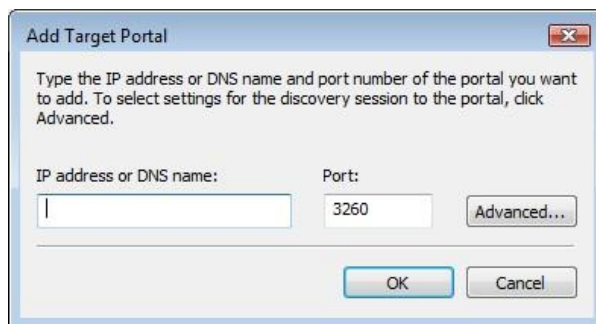 Add Target Portal
Type the IP address or DNS name and port number of the portal you want
to add. To select settings for the discovery session to the portal, click
Advanced.
IP address or DNS name: Port:
3260 Advanced...
OK Cancel